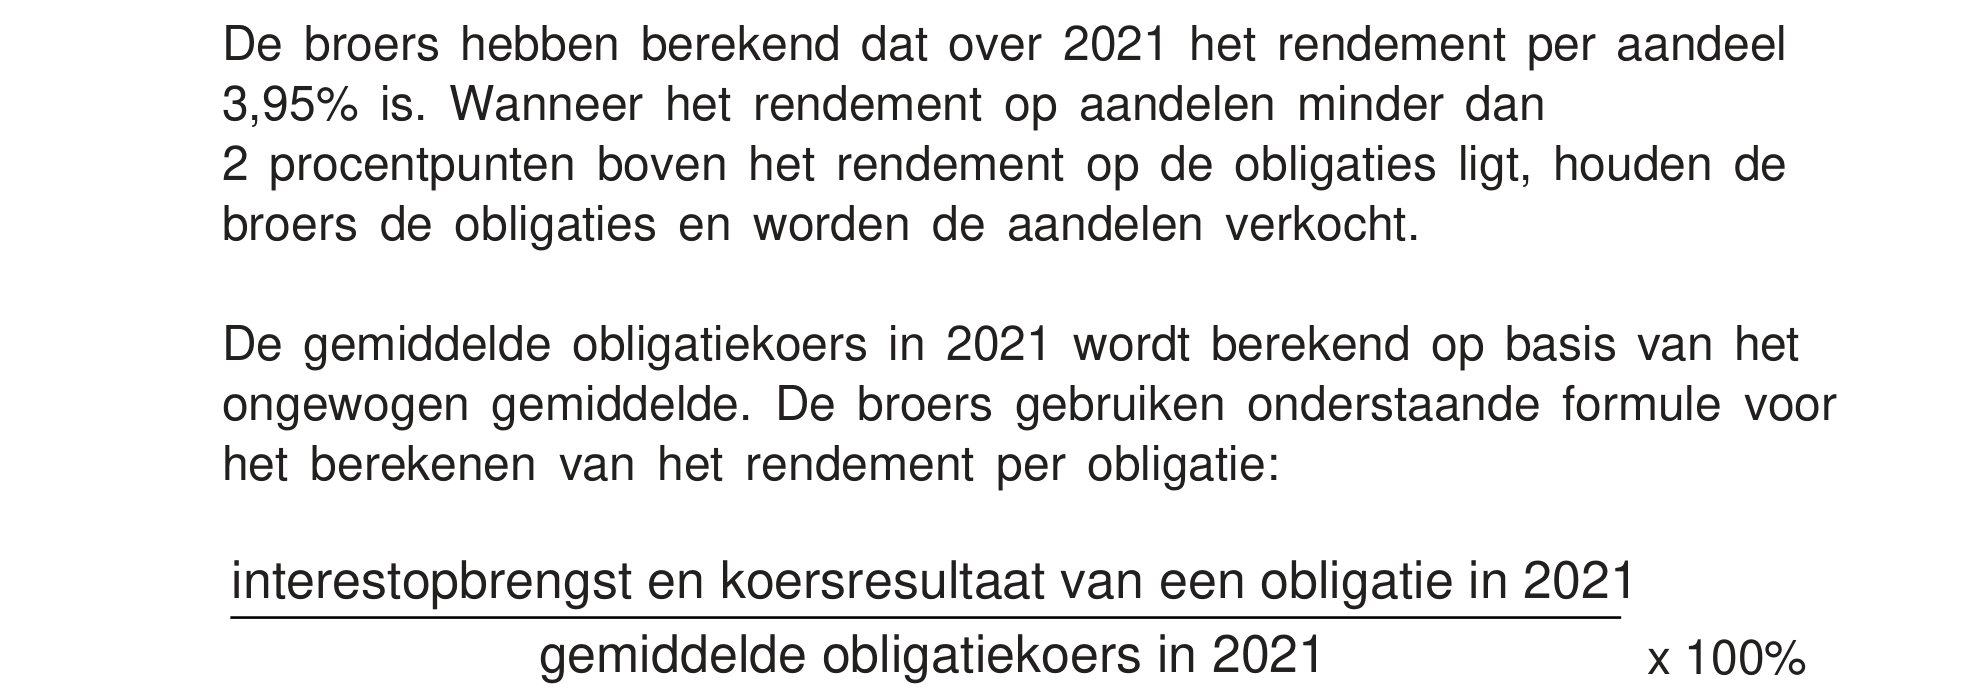 De broers hebben berekend dat over 2021 het rendement per aandeel
3,95% is. Wanneer het rendement op aandelen minder dan
2 procentpunten boven het rendement op de obligaties ligt, houden de
broers de obligaties en worden de aandelen verkocht.
De gemiddelde obligatiekoers in 2021 wordt berekend op basis van het
ongewogen gemiddelde. De broers gebruiken onderstaande formule voor
het berekenen van het rendement per obligatie:
interestopbrengst en koersresultaat van een obligatie in 2021
gemiddelde obligatiekoers in 2021 x 100%